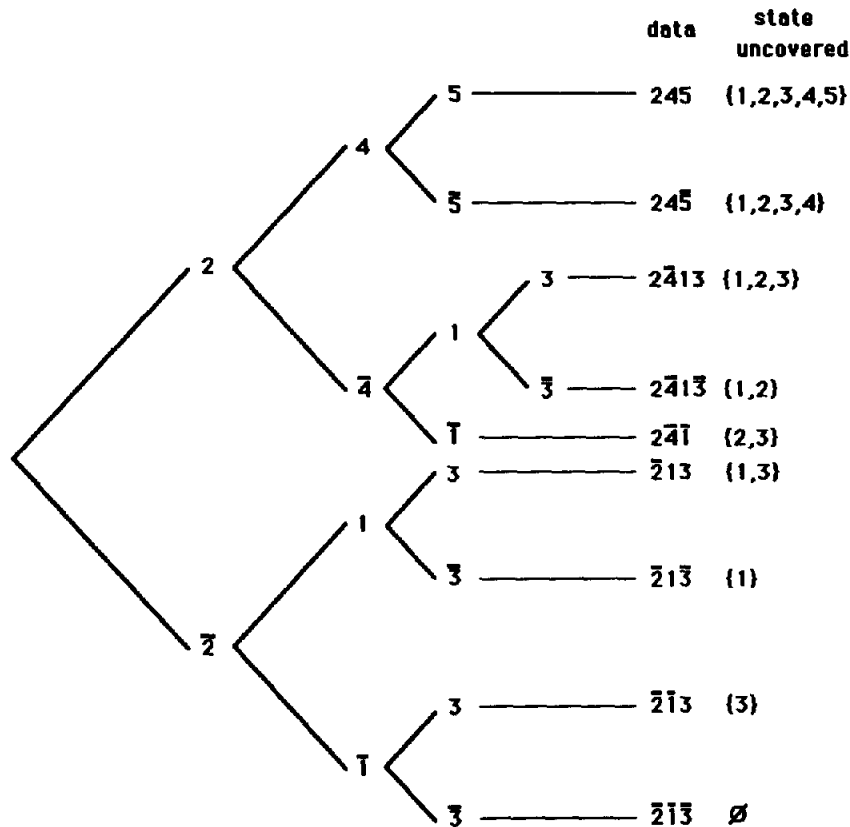 data state
uncovered
5 245 {1,2,3,4,5}
4
5̄ 245̄ {1,2,3,4}
2
3 24̄13 {1,2,3}
1
4̄ 3̄ 24̄13̄ {1,2}
1̄ 24̄1̄ {2,3}
3 2̄13 {1,3}
1
3̄ 2̄13̄ {1}
2̄
3 2̄1̄3 {3}
1̄
3̄ 2̄1̄3̄ Ø